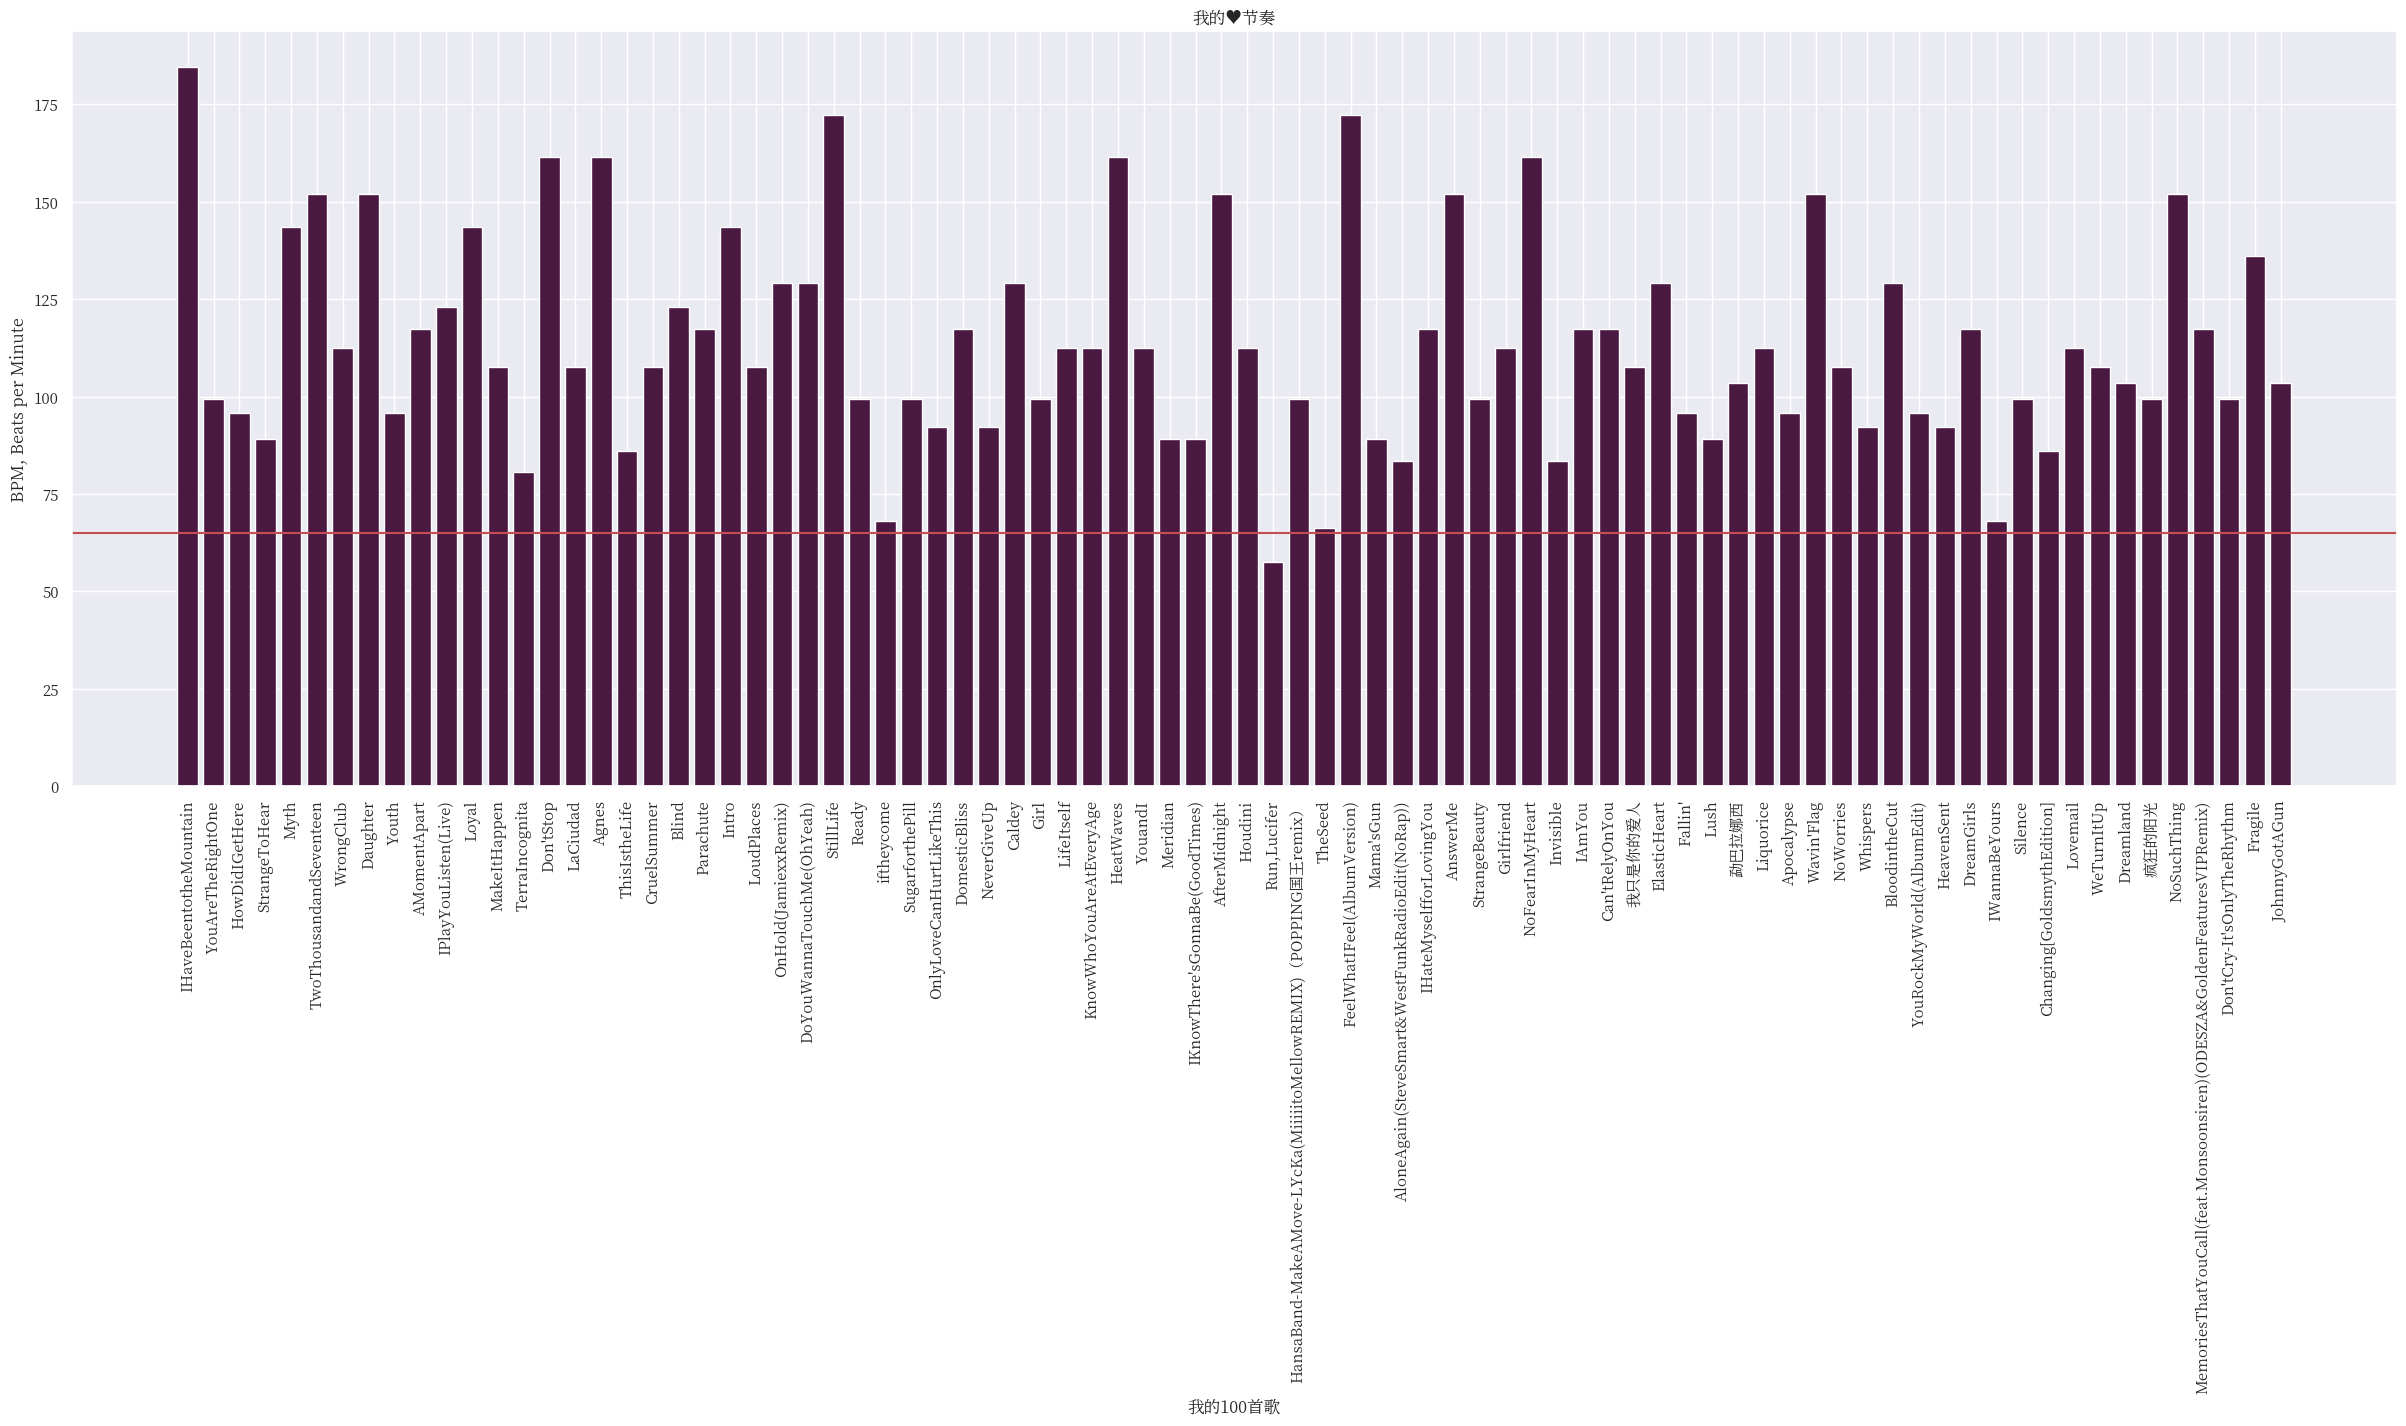 我的♥节奏
BPM, Beats per Minute
175
150
125
100
75
50
25
0
IHaveBeentotheMountain
YouAreTheRightOne
HowDidIGetHere
StrangeToHear
Myth
TwoThousandandSeventeen
WrongClub
Daughter
Youth
AMomentApart
IPlayYouListen(Live)
Loyal
MakeItHappen
TerraIncognita
Don'tStop
LaCiudad
Agnes
ThisIstheLife
CruelSummer
Blind
Parachute
Intro
LoudPlaces
OnHold(JamiexxRemix)
DoYouWannaTouchMe(OhYeah)
StillLife
Ready
iftheycome
SugarforthePill
OnlyLoveCanHurtLikeThis
DomesticBliss
NeverGiveUp
Caldey
Girl
LifeItself
KnowWhoYouAreAtEveryAge
HeatWaves
YouandI
Meridian
IKnowThere'sGonnaBe(GoodTimes)
AfterMidnight
Houdini
Run,Lucifer
HansaBand-MakeAMove-LYcKa(MiiiiitoMellowREMIX)（POPPING国王remix）
TheSeed
FeelWhatIFeel(AlbumVersion)
Mama'sGun
AloneAgain(SteveSmart&WestFunkRadioEdit(NoRap))
IHateMyselfforLovingYou
AnswerMe
StrangeBeauty
Girlfriend
NoFearInMyHeart
Invisible
IAmYou
Can'tRelyOnYou
我只是你的爱人
ElasticHeart
Fallin'
Lush
勐巴拉娜西
Liquorice
Apocalypse
Wavin'Flag
NoWorries
Whispers
BloodintheCut
YouRockMyWorld(AlbumEdit)
HeavenSent
DreamGirls
IWannaBeYours
Silence
Changing[GoldsmythEdition]
Lovemail
WeTurnItUp
Dreamland
疯狂的阳光
NoSuchThing
MemoriesThatYouCall(feat.Monsoonsiren)(ODESZA&GoldenFeaturesVIPRemix)
Don'tCry-It'sOnlyTheRhythm
Fragile
JohnnyGotAGun
我的100首歌